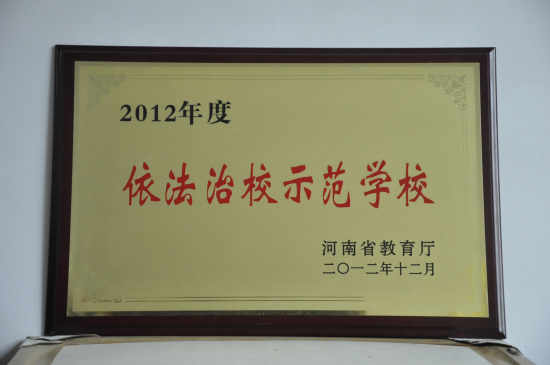 2012年度
依法治校示范学校
河南省教育厅
二〇一二年十二月